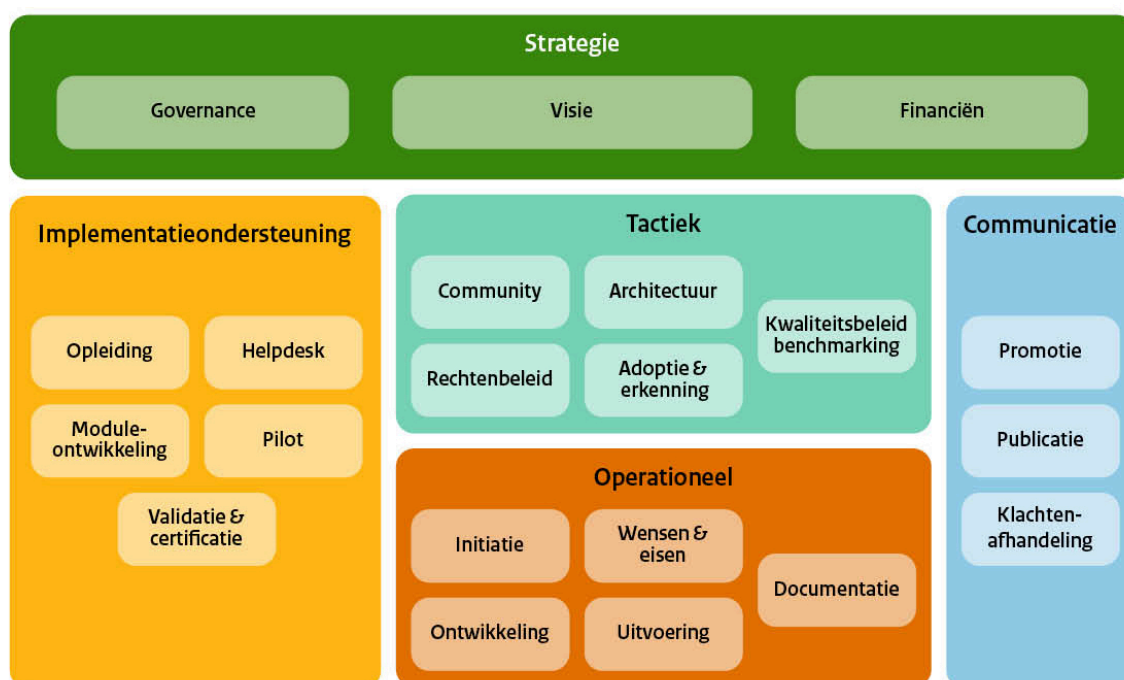 Strategie
Governance
Visie
Financiën
Implementatieondersteuning
Opleiding
Helpdesk
Module-
ontwikkeling
Pilot
Validatie &
certificatie
Tactiek
Community
Architectuur
Rechtenbeleid
Adoptie &
erkenning
Kwaliteitsbeleid
benchmarking
Operationeel
Initiatie
Wensen &
eisen
Ontwikkeling
Uitvoering
Documentatie
Communicatie
Promotie
Publicatie
Klachten-
afhandeling